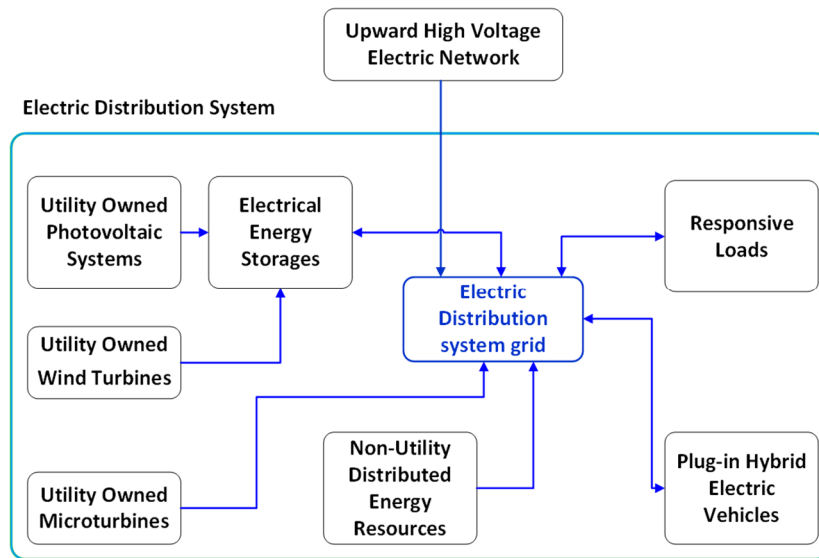 Upward High Voltage
Electric Network
Electric Distribution System
Utility Owned
Photovoltaic
Systems
Electrical
Energy
Storages
Responsive
Loads
Electric
Distribution
system grid
Utility Owned
Wind Turbines
Non-Utility
Distributed
Energy
Resources
Plug-in Hybrid
Electric
Vehicles
Utility Owned
Microturbines